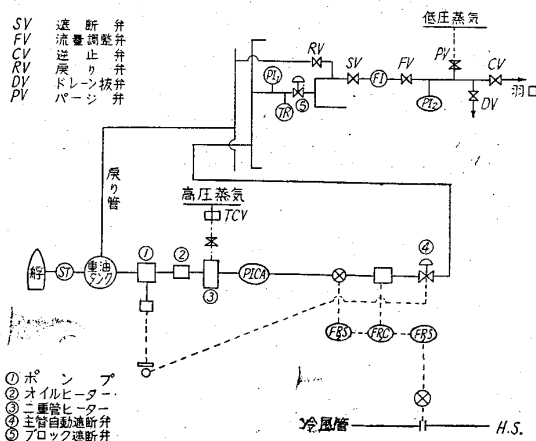 SV 遮断弁
FV 流量調整弁
CV 逆止弁
RV 戻り弁
DV ドレーン抜弁
PV パージ弁
低圧蒸気
RV
SV
FV
PV
CV
PI₁
FI
TR
⑤
PI₂
DV
羽口
戻り管
高圧蒸気
TCV
①
②
③
④
ST
重油タンク
PICA
FRS
FRC
FRS
冷風管
H.S.
① ポンプ
② オイルヒーター
③ 二重管ヒーター
④ 主管自動遮断弁
⑤ ブロック遮断弁